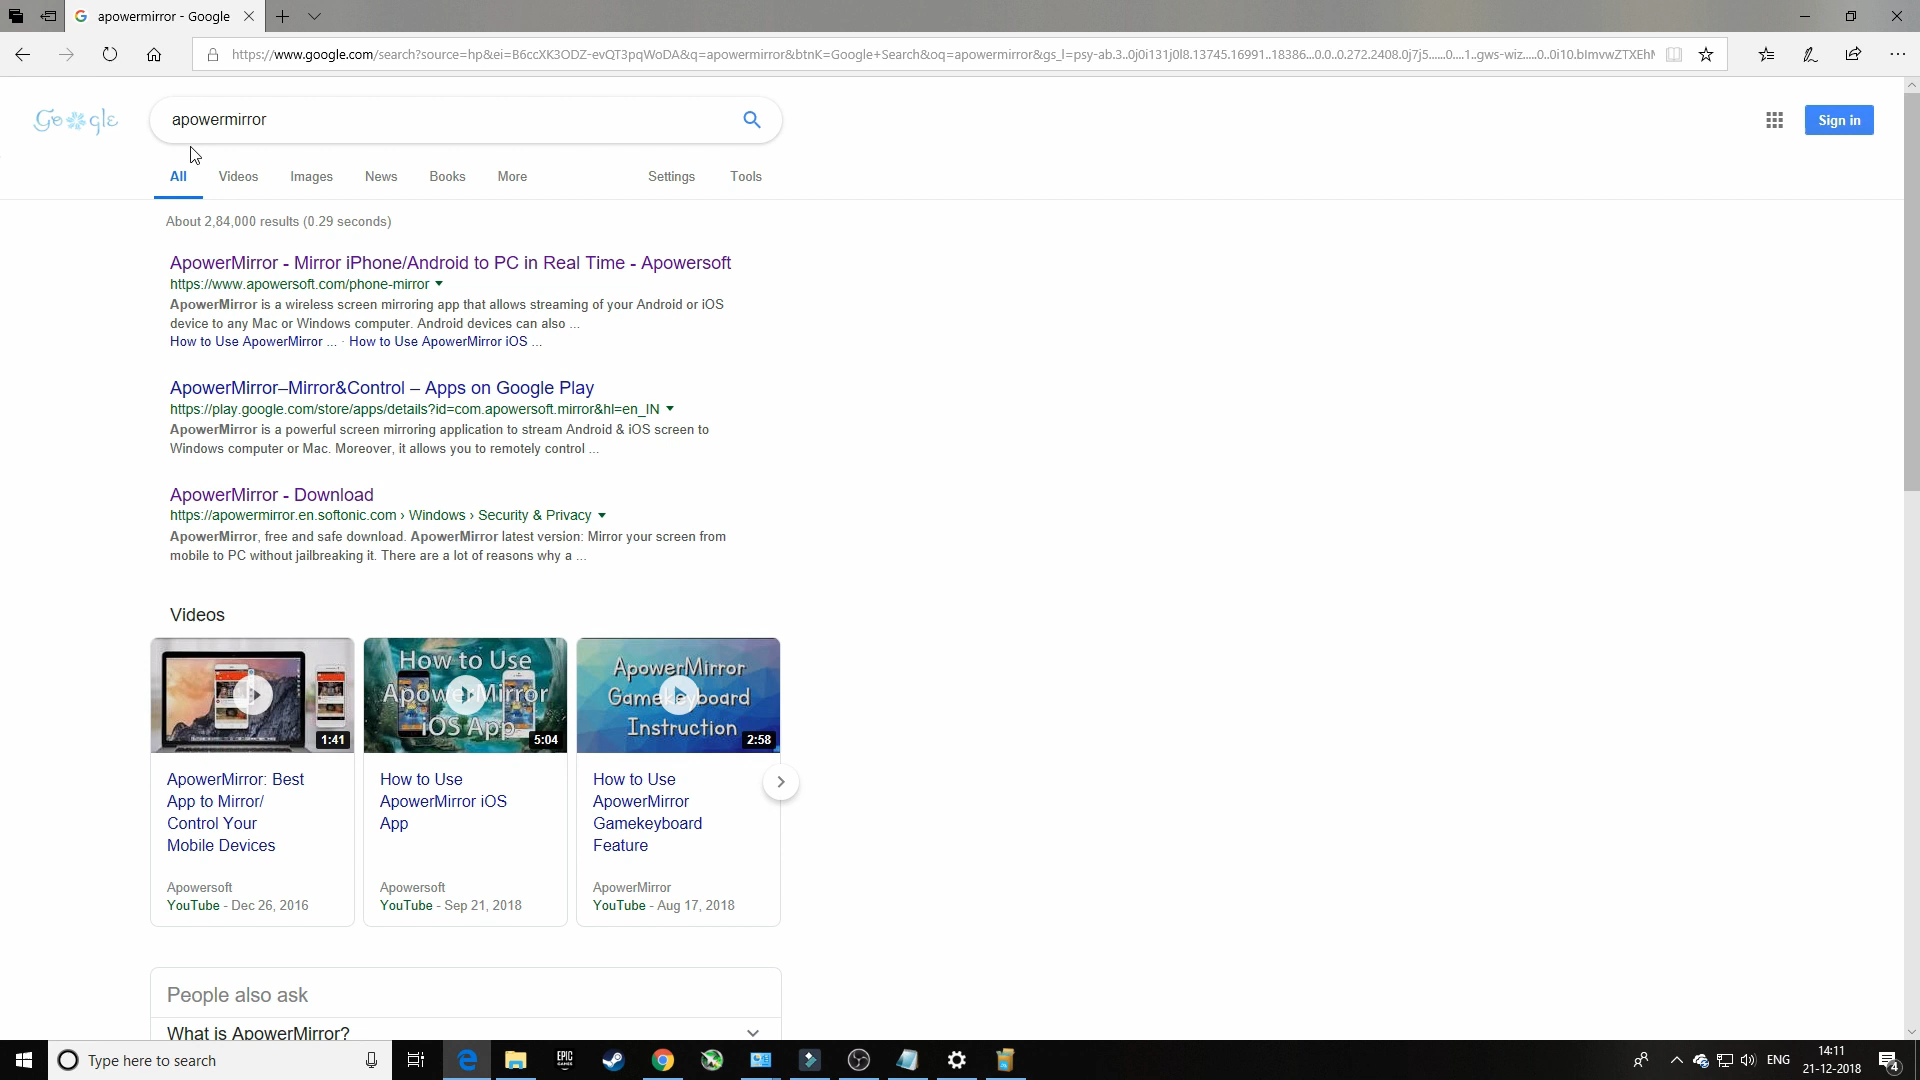 apowermirror - Google
https://www.google.com/search?source=hp&ei=B6ccXK3ODZ-evQT3pqWoDA&q=apowermirror&btnK=Google+Search&oq=apowermirror&gs_l=psy-ab.3..0j0i131j0l8.13745.16991..18386...0.0..0.272.2408.0j7j5......0....1..gws-wiz.....0..0i10.bImvwZTXEhM
Google
apowermirror
Sign in
All Videos Images News Books More Settings Tools
About 2,84,000 results (0.29 seconds)
ApowerMirror - Mirror iPhone/Android to PC in Real Time - Apowersoft
https://www.apowersoft.com/phone-mirror
ApowerMirror is a wireless screen mirroring app that allows streaming of your Android or iOS
device to any Mac or Windows computer. Android devices can also ...
How to Use ApowerMirror ... · How to Use ApowerMirror iOS ...
ApowerMirror–Mirror&Control – Apps on Google Play
https://play.google.com/store/apps/details?id=com.apowersoft.mirror&hl=en_IN
ApowerMirror is a powerful screen mirroring application to stream Android & iOS screen to
Windows computer or Mac. Moreover, it allows you to remotely control ...
ApowerMirror - Download
https://apowermirror.en.softonic.com › Windows › Security & Privacy
ApowerMirror, free and safe download. ApowerMirror latest version: Mirror your screen from
mobile to PC without jailbreaking it. There are a lot of reasons why a ...
Videos
1:41
How to Use
ApowerMirror
iOS App
5:04
ApowerMirror
Gamekeyboard
Instruction
2:58
ApowerMirror: Best
App to Mirror/
Control Your
Mobile Devices
Apowersoft
YouTube - Dec 26, 2016
How to Use
ApowerMirror iOS
App
Apowersoft
YouTube - Sep 21, 2018
How to Use
ApowerMirror
Gamekeyboard
Feature
ApowerMirror
YouTube - Aug 17, 2018
People also ask
What is ApowerMirror?
Type here to search
EPIC
GAMES
ENG
14:11
21-12-2018
4